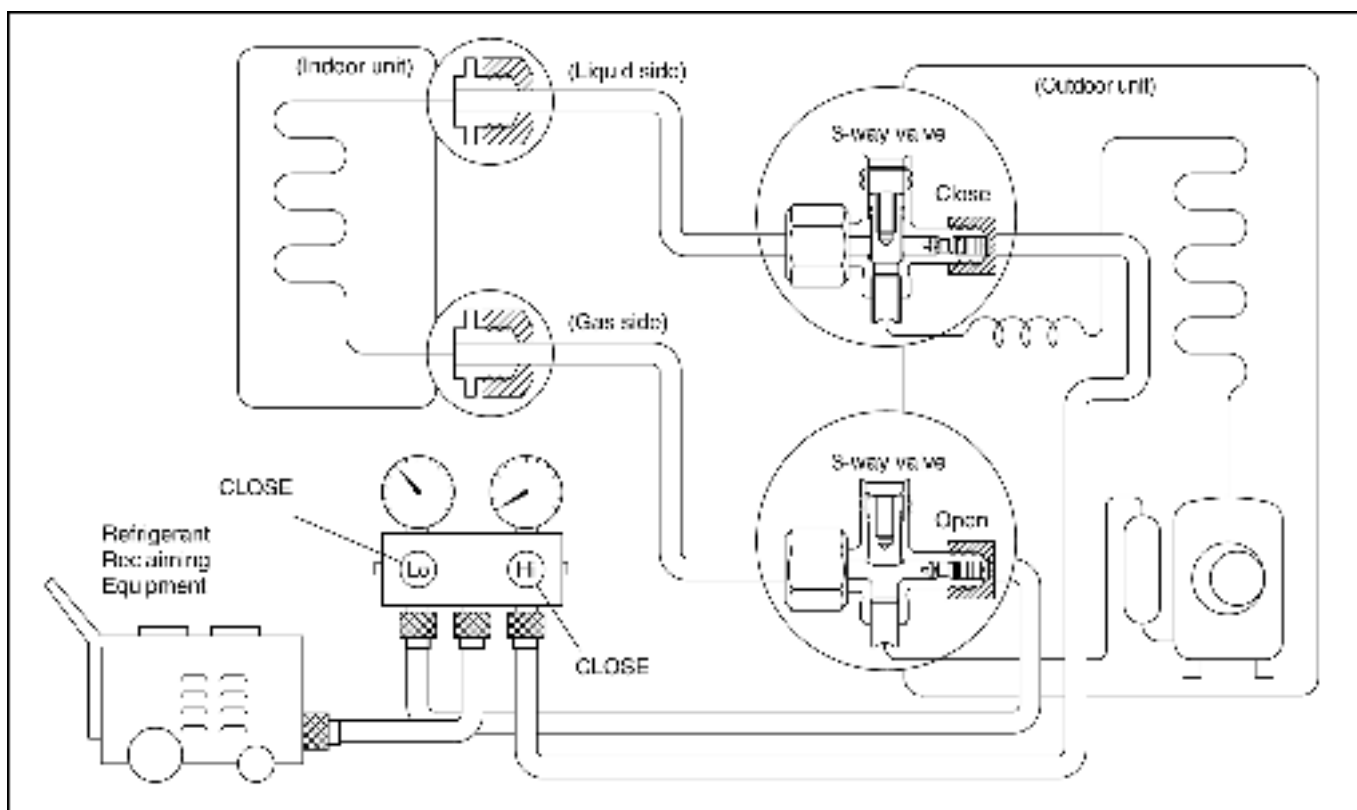 (Indoor unit)
(Liquid side)
(Outdoor unit)
3-way valve
Close
(Gas side)
3-way valve
Open
CLOSE
Refrigerant
Reclaiming
Equipment
Lo
Hi
CLOSE